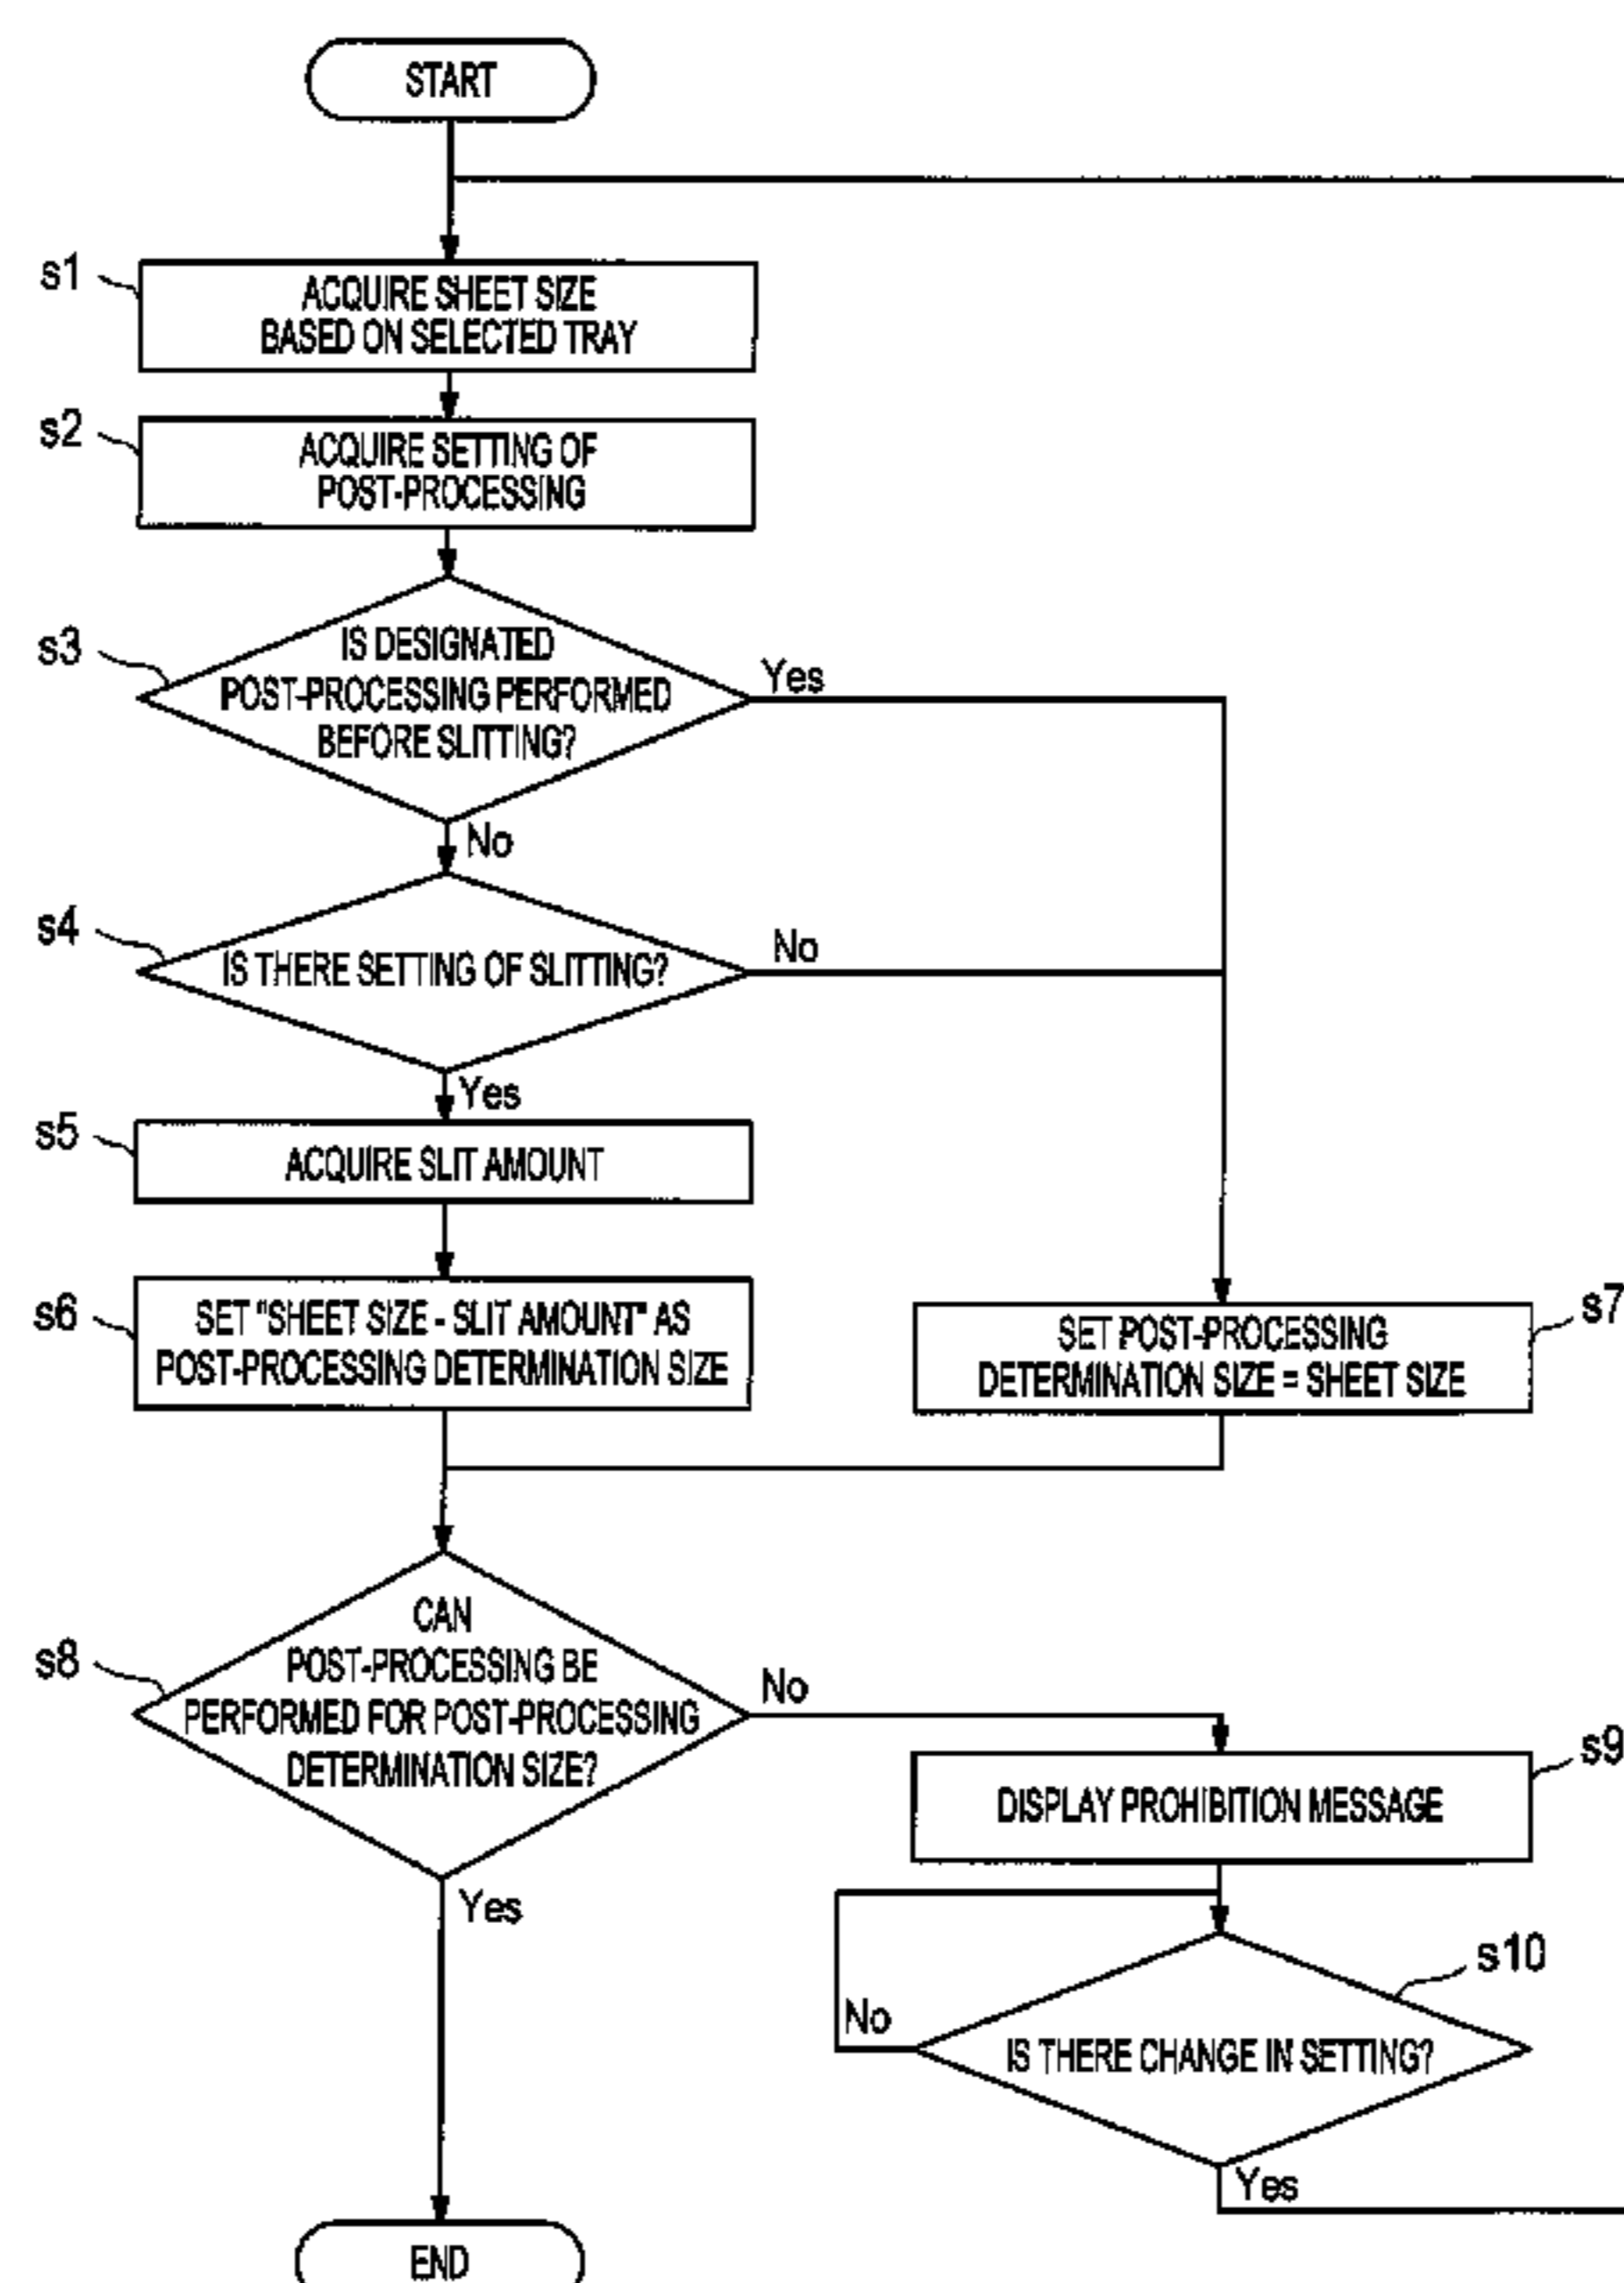 START
s1
ACQUIRE SHEET SIZE
BASED ON SELECTED TRAY
s2
ACQUIRE SETTING OF
POST-PROCESSING
s3
IS DESIGNATED
POST-PROCESSING PERFORMED
BEFORE SLITTING?
Yes
No
s4
IS THERE SETTING OF SLITTING?
No
Yes
s5
ACQUIRE SLIT AMOUNT
s6
SET "SHEET SIZE - SLIT AMOUNT" AS
POST-PROCESSING DETERMINATION SIZE
s7
SET POST-PROCESSING
DETERMINATION SIZE = SHEET SIZE
s8
CAN
POST-PROCESSING BE
PERFORMED FOR POST-PROCESSING
DETERMINATION SIZE?
No
Yes
s9
DISPLAY PROHIBITION MESSAGE
s10
IS THERE CHANGE IN SETTING?
No
Yes
END